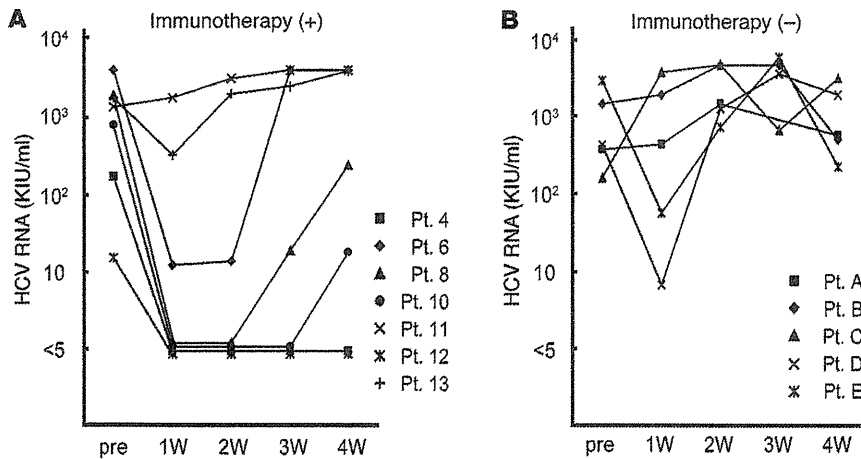 A
Immunotherapy (+)
HCV RNA (KIU/ml)
10⁴
10³
10²
10
<5
pre 1W 2W 3W 4W
Pt. 4
Pt. 6
Pt. 8
Pt. 10
Pt. 11
Pt. 12
Pt. 13
B
Immunotherapy (–)
HCV RNA (KIU/ml)
10⁴
10³
10²
10
<5
pre 1W 2W 3W 4W
Pt. A
Pt. B
Pt. C
Pt. D
Pt. E